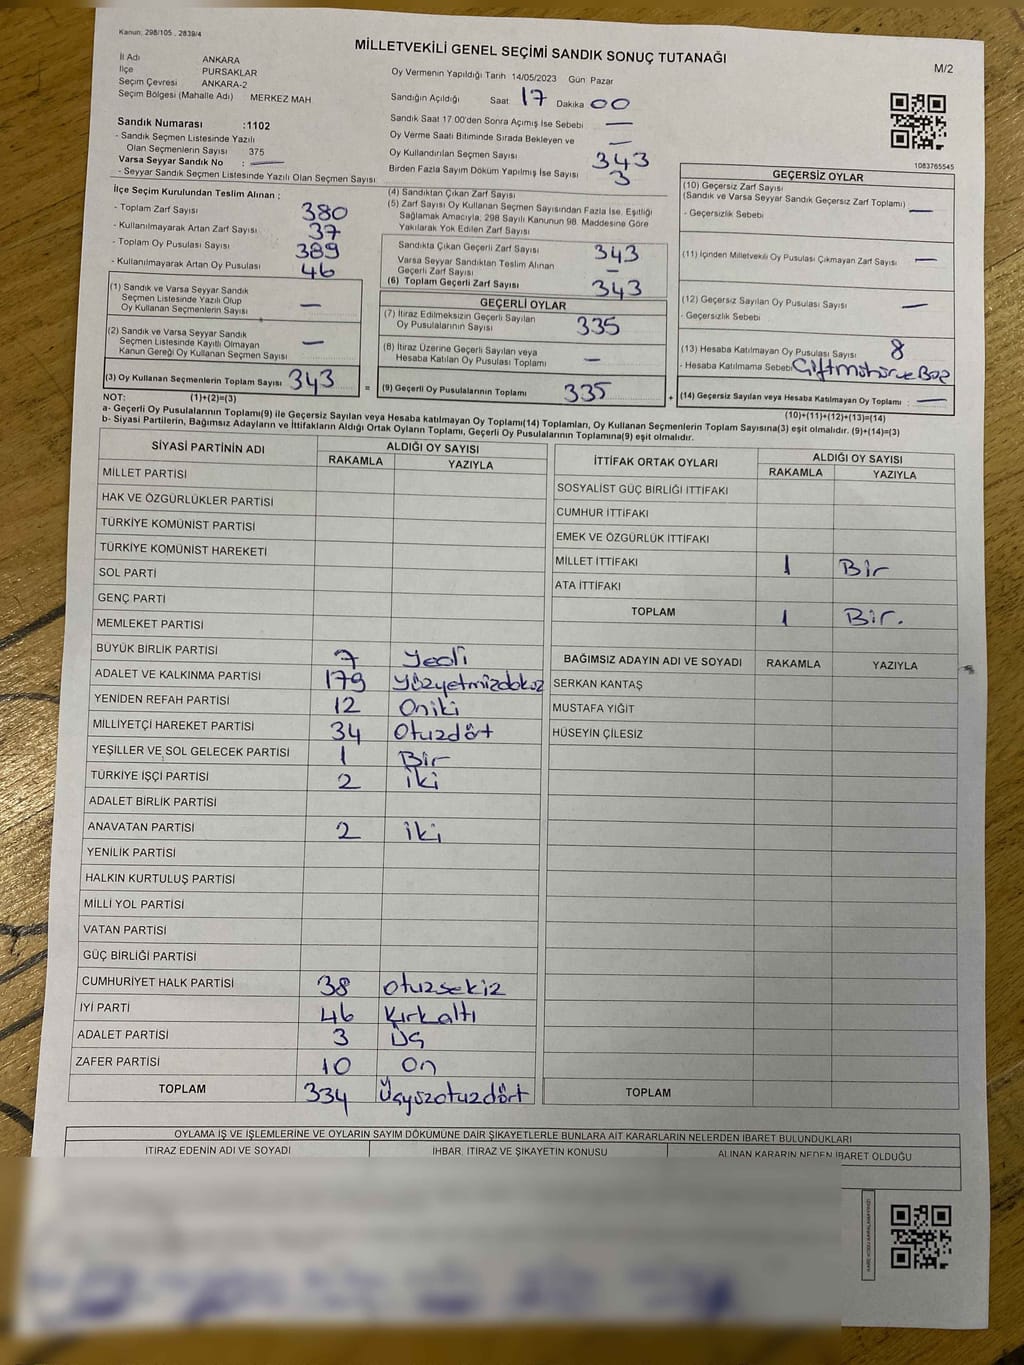 Kanun; 298/105 , 2839/4
MİLLETVEKİLİ GENEL SEÇİMİ SANDIK SONUÇ TUTANAĞI
M/2
İl Adı ANKARA
İlçe PURSAKLAR
Seçim Çevresi ANKARA-2
Seçim Bölgesi (Mahalle Adı) MERKEZ MAH
Sandık Numarası :1102
- Sandık Seçmen Listesinde Yazılı
Olan Seçmenlerin Sayısı 375
Varsa Seyyar Sandık No : —
- Seyyar Sandık Seçmen Listesinde Yazılı Olan Seçmen Sayısı
Oy Vermenin Yapıldığı Tarih 14/05/2023 Gün Pazar
Sandığın Açıldığı Saat 17 Dakika 00
Sandık Saat 17 00'den Sonra Açımış İse Sebebi —
Oy Verme Saati Bitiminde Sırada Bekleyen ve —
Oy Kullandırılan Seçmen Sayısı 343
Birden Fazla Sayım Döküm Yapılmış İse Sayısı 3
1083765545
İlçe Seçim Kurulundan Teslim Alınan ;
- Toplam Zarf Sayısı 380
- Kullanılmayarak Artan Zarf Sayısı 37
- Toplam Oy Pusulası Sayısı 389
- Kullanılmayarak Artan Oy Pusulası 46
(1) Sandık ve Varsa Seyyar Sandık
Seçmen Listesinde Yazılı Olup
Oy Kullanan Seçmenlerin Sayısı —
(2) Sandık ve Varsa Seyyar Sandık
Seçmen Listesinde Kayıtlı Olmayan
Kanun Gereği Oy Kullanan Seçmen Sayısı —
(3) Oy Kullanan Seçmenlerin Toplam Sayısı 343 =
(4) Sandıktan Çıkan Zarf Sayısı
(5) Zarf Sayısı Oy Kullanan Seçmen Sayısından Fazla İse, Eşitliği
Sağlamak Amacıyla; 298 Sayılı Kanunun 98. Maddesine Göre
Yakılarak Yok Edilen Zarf Sayısı
Sandıkta Çıkan Geçerli Zarf Sayısı 343
Varsa Seyyar Sandıktan Teslim Alınan
Geçerli Zarf Sayısı —
(6) Toplam Geçerli Zarf Sayısı 343
GEÇERLİ OYLAR
(7) İtiraz Edilmeksizin Geçerli Sayılan
Oy Pusulalarının Sayısı 335
(8) İtiraz Üzerine Geçerli Sayılan veya
Hesaba Katılan Oy Pusulası Toplamı —
(9) Geçerli Oy Pusulalarının Toplamı 335 +
GEÇERSİZ OYLAR
(10) Geçersiz Zarf Sayısı
(Sandık ve Varsa Seyyar Sandık Geçersiz Zarf Toplamı) —
- Geçersizlik Sebebi
(11) İçinden Milletvekili Oy Pusulası Çıkmayan Zarf Sayısı —
(12) Geçersiz Sayılan Oy Pusulası Sayısı —
- Geçersizlik Sebebi
(13) Hesaba Katılmayan Oy Pusulası Sayısı 8
- Hesaba Katılmama Sebebi
(14) Geçersiz Sayılan veya Hesaba Katılmayan Oy Toplamı : —
NOT: (1)+(2)=(3)
(10)+(11)+(12)+(13)=(14)
a- Geçerli Oy Pusulalarının Toplamı(9) ile Geçersiz Sayılan veya Hesaba katılmayan Oy Toplamı(14) Toplamları, Oy Kullanan Seçmenlerin Toplam Sayısına(3) eşit olmalıdır. (9)+(14)=(3)
b- Siyasi Partilerin, Bağımsız Adayların ve İttifakların Aldığı Ortak Oyların Toplamı, Geçerli Oy Pusulalarının Toplamına(9) eşit olmalıdır.
SİYASİ PARTİNİN ADI ALDIĞI OY SAYISI
RAKAMLA YAZIYLA
MİLLET PARTİSİ
HAK VE ÖZGÜRLÜKLER PARTİSİ
TÜRKİYE KOMÜNİST PARTİSİ
TÜRKİYE KOMÜNİST HAREKETİ
SOL PARTİ
GENÇ PARTİ
MEMLEKET PARTİSİ
BÜYÜK BİRLİK PARTİSİ 7 Yedi
ADALET VE KALKINMA PARTİSİ 179 Yüzyetmişdokuz
YENİDEN REFAH PARTİSİ 12 Oniki
MİLLİYETÇİ HAREKET PARTİSİ 34 Otuzdört
YEŞİLLER VE SOL GELECEK PARTİSİ 1 Bir
TÜRKİYE İŞÇİ PARTİSİ 2 iki
ADALET BİRLİK PARTİSİ
ANAVATAN PARTİSİ 2 iki
YENİLİK PARTİSİ
HALKIN KURTULUŞ PARTİSİ
MİLLİ YOL PARTİSİ
VATAN PARTİSİ
GÜÇ BİRLİĞİ PARTİSİ
CUMHURİYET HALK PARTİSİ 38 otuzsekiz
İYİ PARTİ 46 Kırkaltı
ADALET PARTİSİ 3 Üç
ZAFER PARTİSİ 10 on
TOPLAM 334 Üçyüzotuzdört
İTTİFAK ORTAK OYLARI ALDIĞI OY SAYISI
RAKAMLA YAZIYLA
SOSYALİST GÜÇ BİRLİĞİ İTTİFAKI
CUMHUR İTTİFAKI
EMEK VE ÖZGÜRLÜK İTTİFAKI
MİLLET İTTİFAKI 1 Bir
ATA İTTİFAKI
TOPLAM 1 Bir.
BAĞIMSIZ ADAYIN ADI VE SOYADI RAKAMLA YAZIYLA
SERKAN KANTAŞ
MUSTAFA YİĞİT
HÜSEYİN ÇİLESİZ
TOPLAM
OYLAMA İŞ VE İŞLEMLERİNE VE OYLARIN SAYIM DÖKÜMÜNE DAİR ŞİKAYETLERLE BUNLARA AİT KARARLARIN NELERDEN İBARET BULUNDUKLARI
İTİRAZ EDENİN ADI VE SOYADI İHBAR, İTİRAZ VE ŞİKAYETİN KONUSU ALINAN KARARIN NEDEN İBARET OLDUĞU